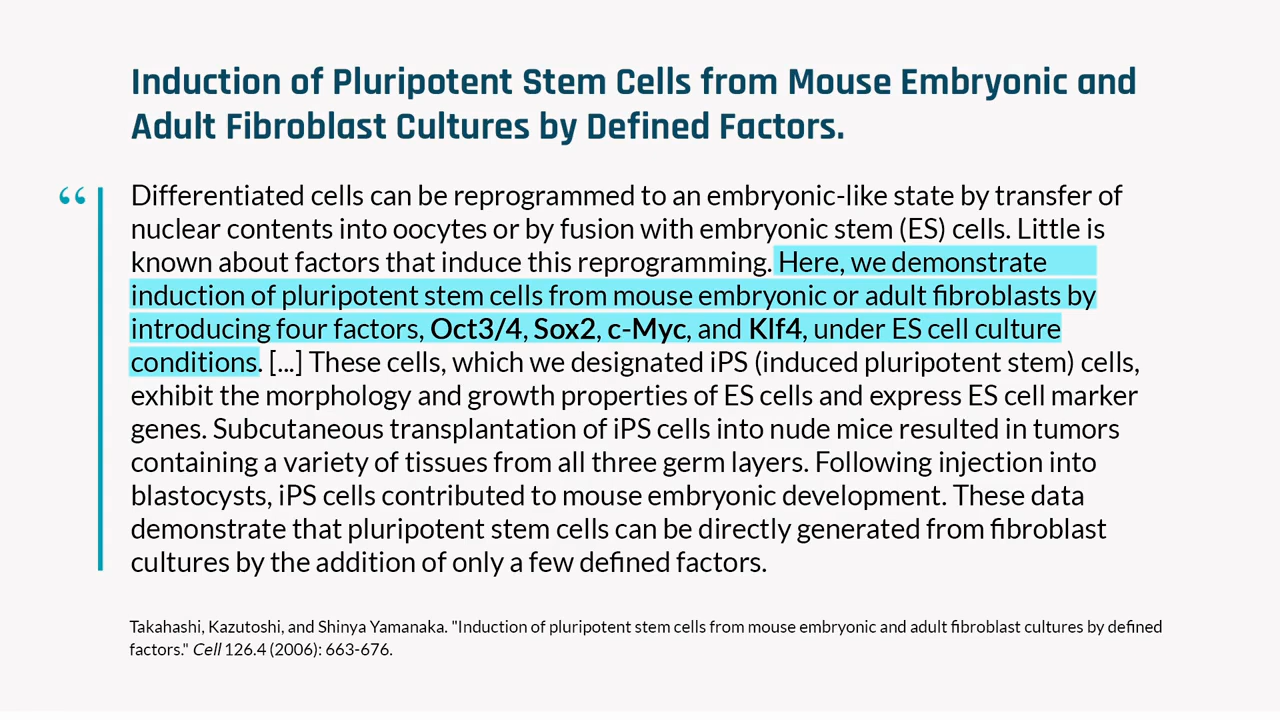 Induction of Pluripotent Stem Cells from Mouse Embryonic and
Adult Fibroblast Cultures by Defined Factors.
“
Differentiated cells can be reprogrammed to an embryonic-like state by transfer of
nuclear contents into oocytes or by fusion with embryonic stem (ES) cells. Little is
known about factors that induce this reprogramming. Here, we demonstrate
induction of pluripotent stem cells from mouse embryonic or adult fibroblasts by
introducing four factors, Oct3/4, Sox2, c-Myc, and Klf4, under ES cell culture
conditions. [...] These cells, which we designated iPS (induced pluripotent stem) cells,
exhibit the morphology and growth properties of ES cells and express ES cell marker
genes. Subcutaneous transplantation of iPS cells into nude mice resulted in tumors
containing a variety of tissues from all three germ layers. Following injection into
blastocysts, iPS cells contributed to mouse embryonic development. These data
demonstrate that pluripotent stem cells can be directly generated from fibroblast
cultures by the addition of only a few defined factors.
Takahashi, Kazutoshi, and Shinya Yamanaka. "Induction of pluripotent stem cells from mouse embryonic and adult fibroblast cultures by defined
factors." Cell 126.4 (2006): 663-676.